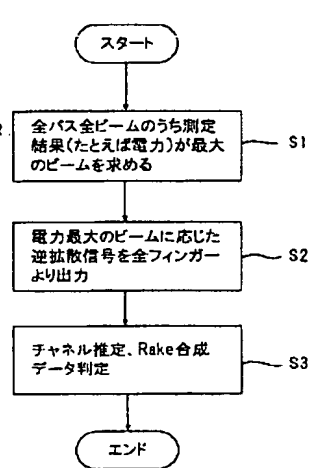 スタート
全パス全ビームのうち測定
結果(たとえば電力)が最大
のビームを求める
S1
電力最大のビームに応じた
逆拡散信号を全フィンガー
より出力
S2
チャネル推定、Rake合成
データ判定
S3
エンド